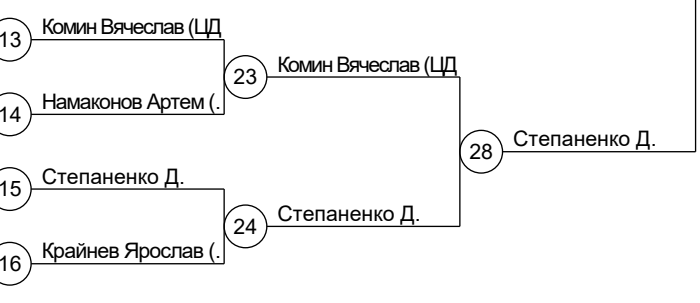 13 Комин Вячеслав (ЦД
23 Комин Вячеслав (ЦД
14 Намаконов Артем (.
28 Степаненко Д.
15 Степаненко Д.
24 Степаненко Д.
16 Крайнев Ярослав (.